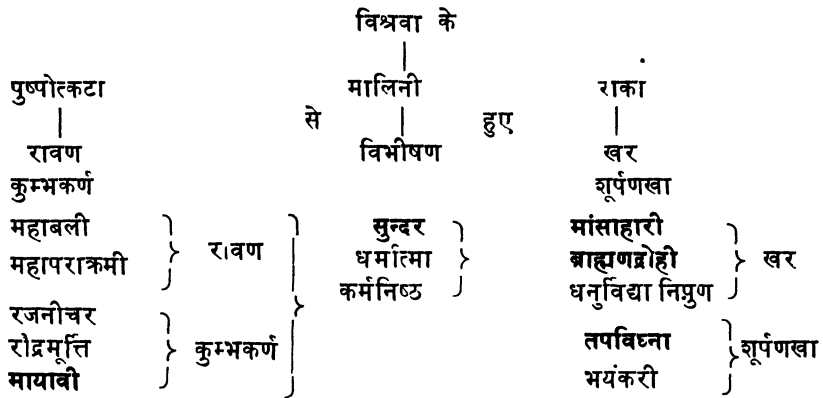 विश्रवा के
पुष्पोत्कटा मालिनी राका
से हुए
रावण विभीषण खर
कुम्भकर्ण शूर्पणखा
महाबली सुन्दर मांसाहारी
रावण धर्मात्मा ब्राह्मणद्रोही खर
महापराक्रमी
कर्मनिष्ठ धनुर्विद्या निपुण
रजनीचर
रौद्रमूर्त्ति कुम्भकर्ण तपविघ्ना शूर्पणखा
मायावी भयंकरी